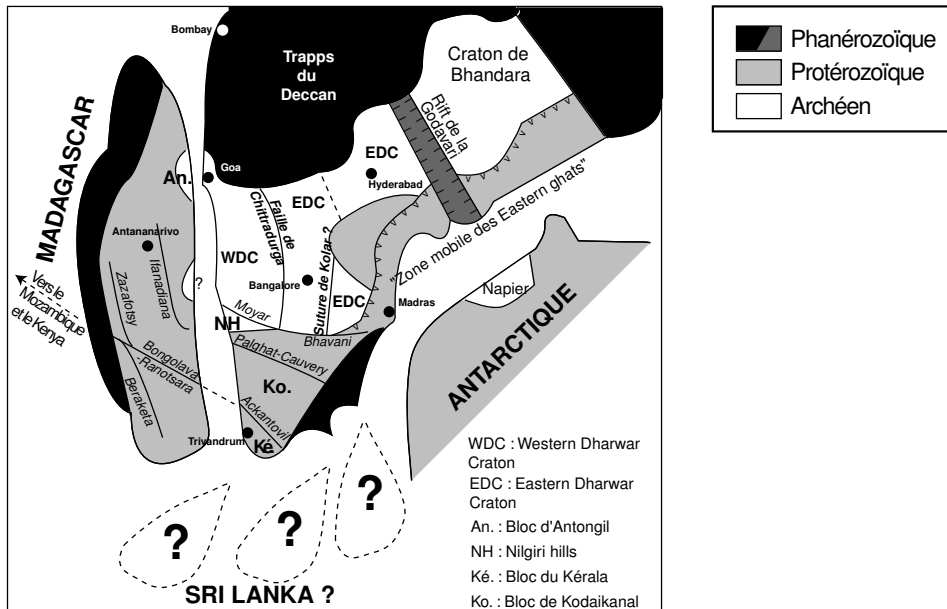 Bombay
Trapps
du
Deccan
Craton de
Bhandara
Rift de la
Godavari
MADAGASCAR
An.
Goa
EDC
Hyderabad
EDC
Faille de
Chittradurga
Suture de Kolar ?
"Zone mobile des Eastern ghats"
Antananarivo
Ifanadiana
Zazafotsy
WDC
?
Bangalore
EDC
Madras
Napier
Vers le
Mozambique
et le Kenya
NH
Moyar
Bhavani
Palghat-Cauvery
ANTARCTIQUE
Bongolava
-Ranotsara
Beraketa
Ko.
Ackantovil
Trivandrum
Ké.
?
?
?
SRI LANKA ?
WDC : Western Dharwar
Craton
EDC : Eastern Dharwar
Craton
An. : Bloc d'Antongil
NH : Nilgiri hills
Ké. : Bloc du Kérala
Ko. : Bloc de Kodaikanal
Phanérozoïque
Protérozoïque
Archéen